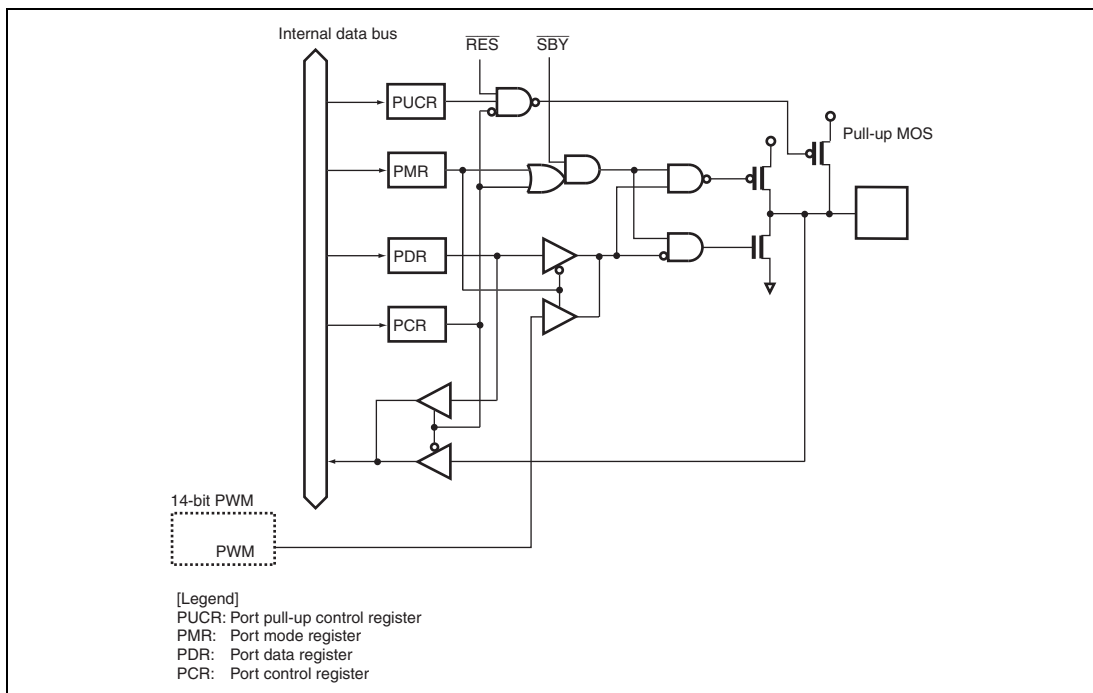 Internal data bus
RES
SBY
PUCR
Pull-up MOS
PMR
PDR
PCR
14-bit PWM
PWM
[Legend]
PUCR: Port pull-up control register
PMR: Port mode register
PDR: Port data register
PCR: Port control register